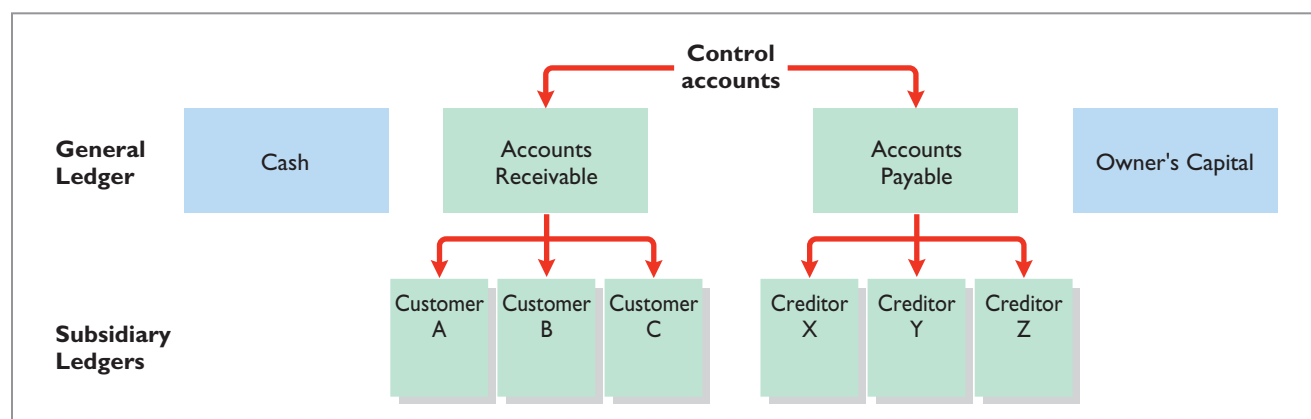 Control
accounts
General
Ledger
Cash
Accounts
Receivable
Accounts
Payable
Owner's Capital
Subsidiary
Ledgers
Customer
A
Customer
B
Customer
C
Creditor
X
Creditor
Y
Creditor
Z